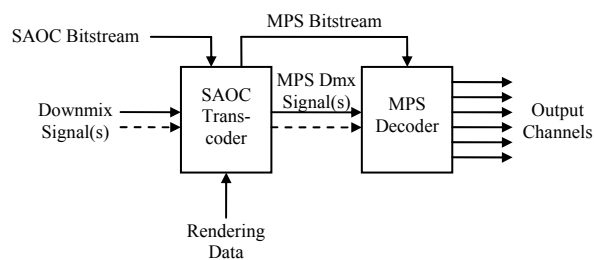 MPS Bitstream
SAOC Bitstream
Downmix
Signal(s)
SAOC
Trans-
coder
MPS Dmx
Signal(s)
MPS
Decoder
Output
Channels
Rendering
Data